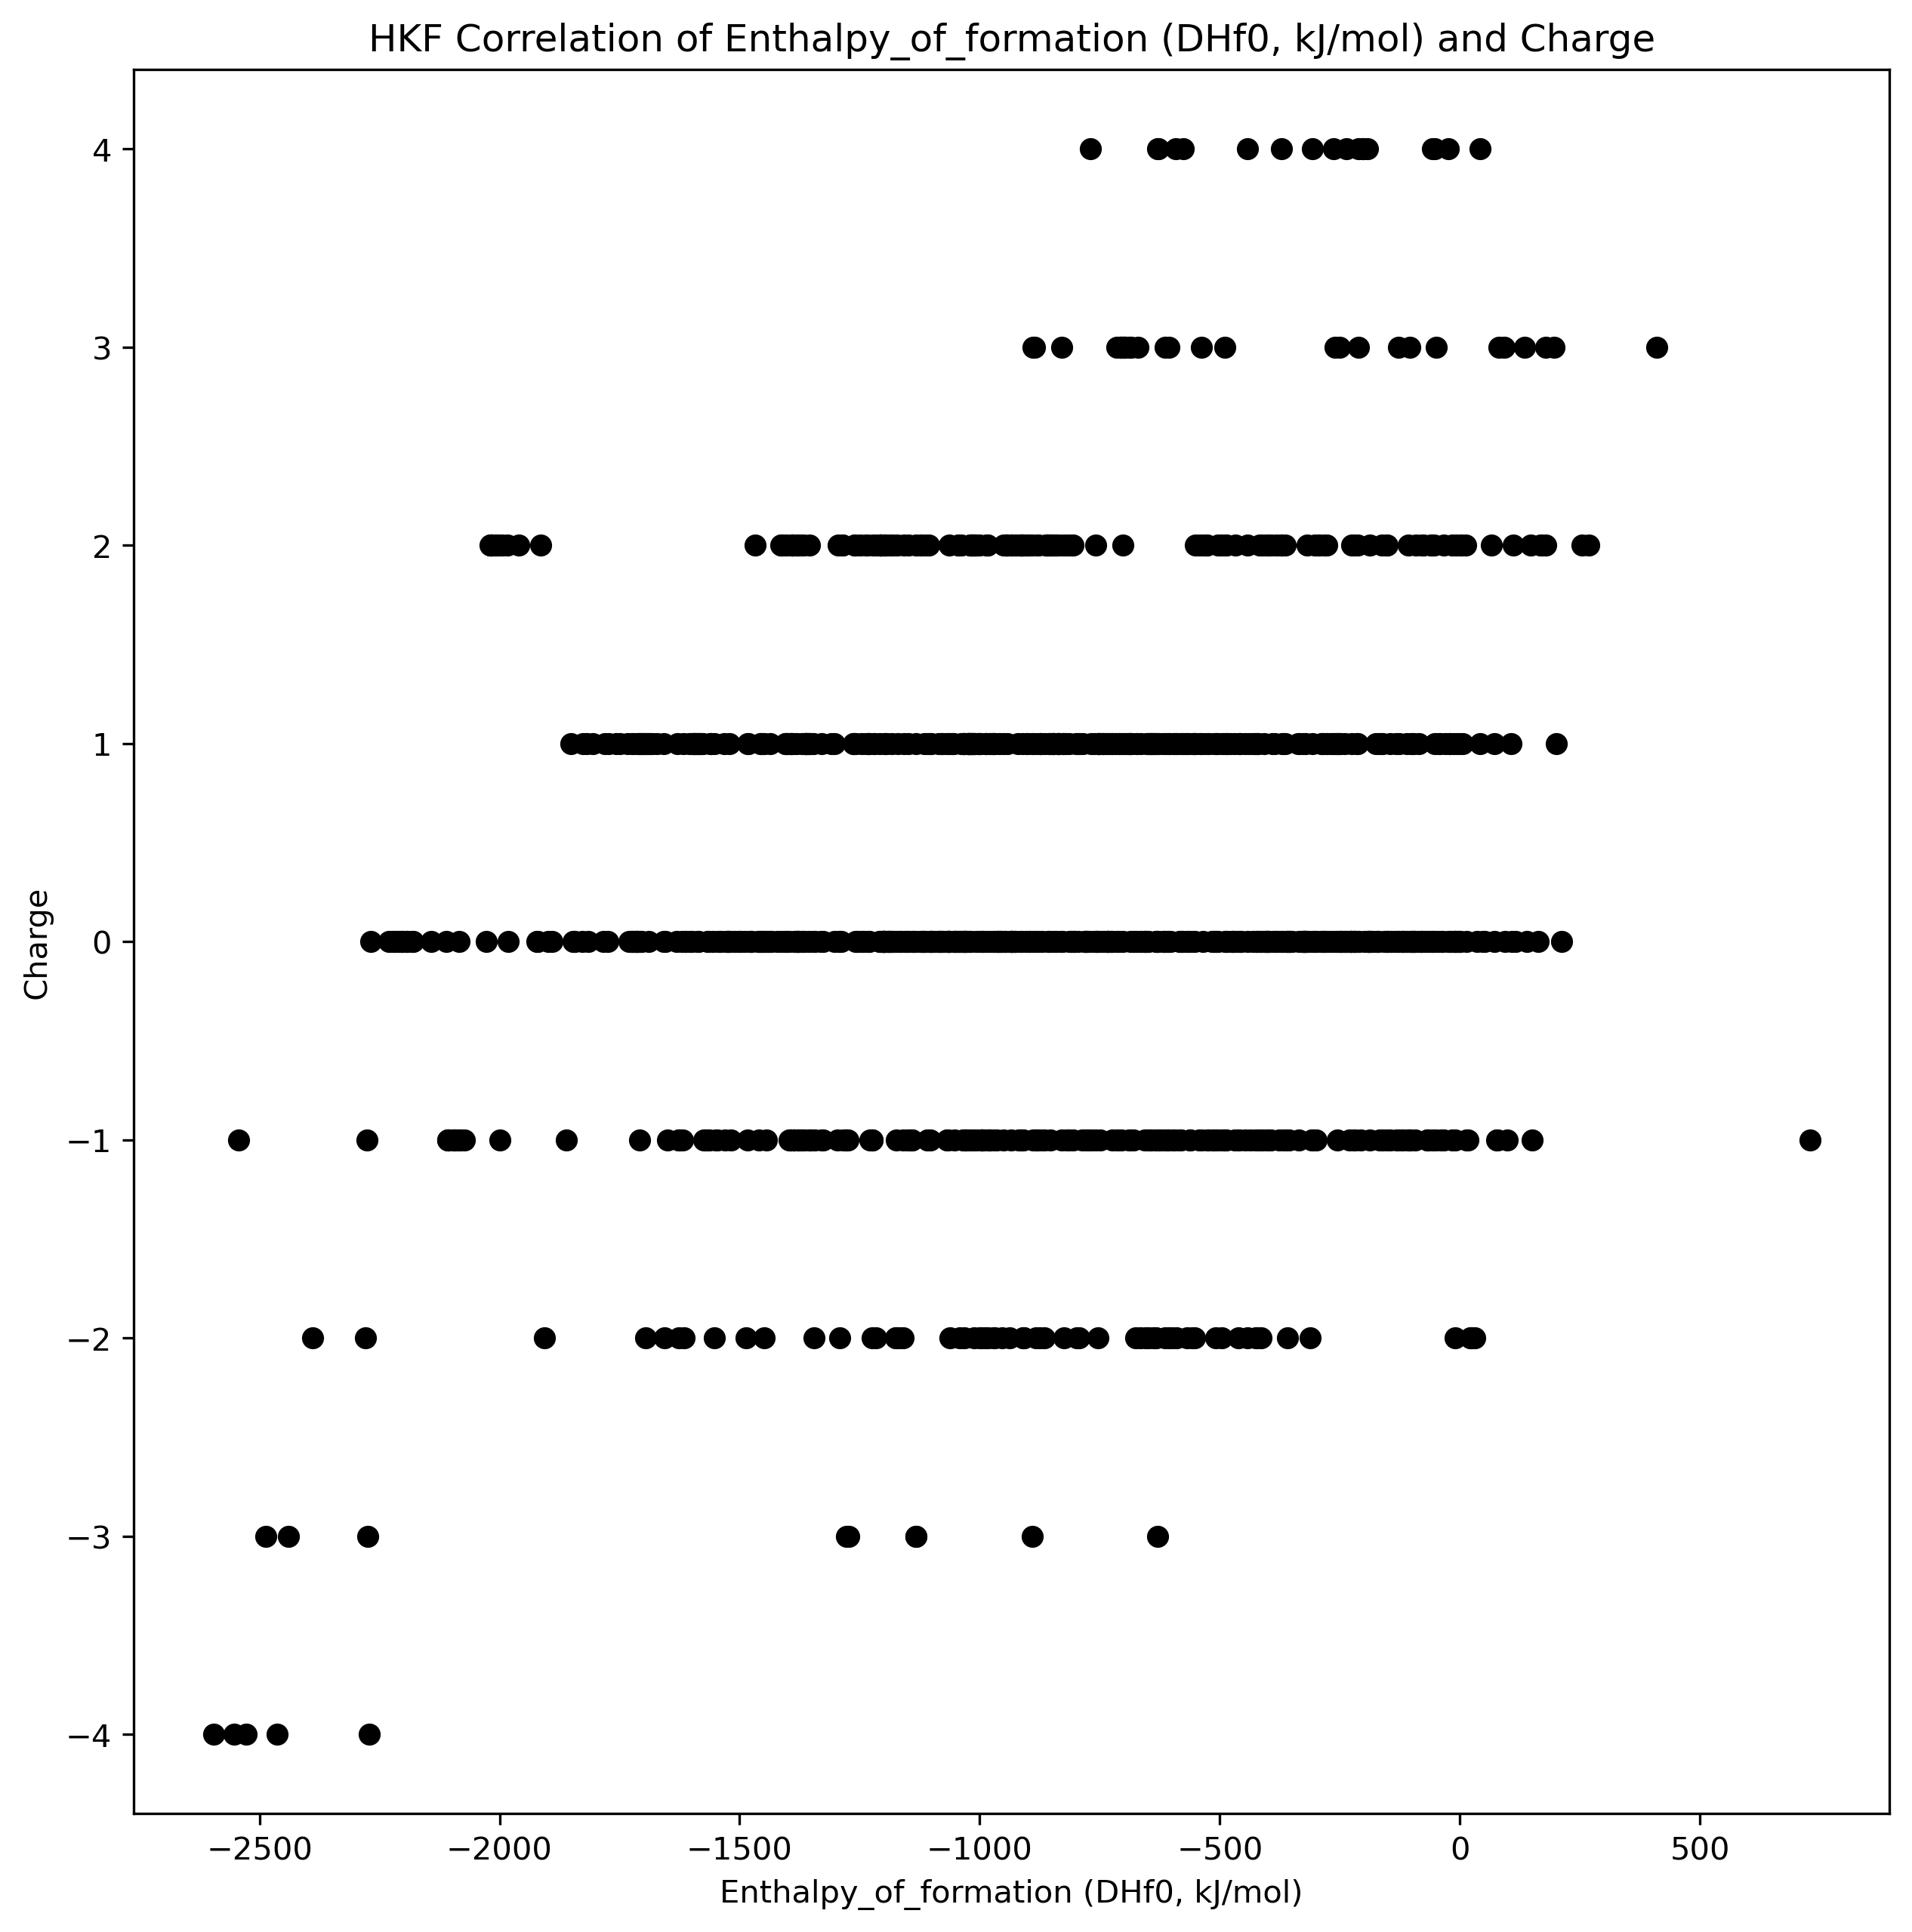 HKF Correlation of Enthalpy_of_formation (DHf0, kJ/mol) and Charge
4
3
2
1
0
−1
−2
−3
−4
Charge
−2500 −2000 −1500 −1000 −500 0 500
Enthalpy_of_formation (DHf0, kJ/mol)